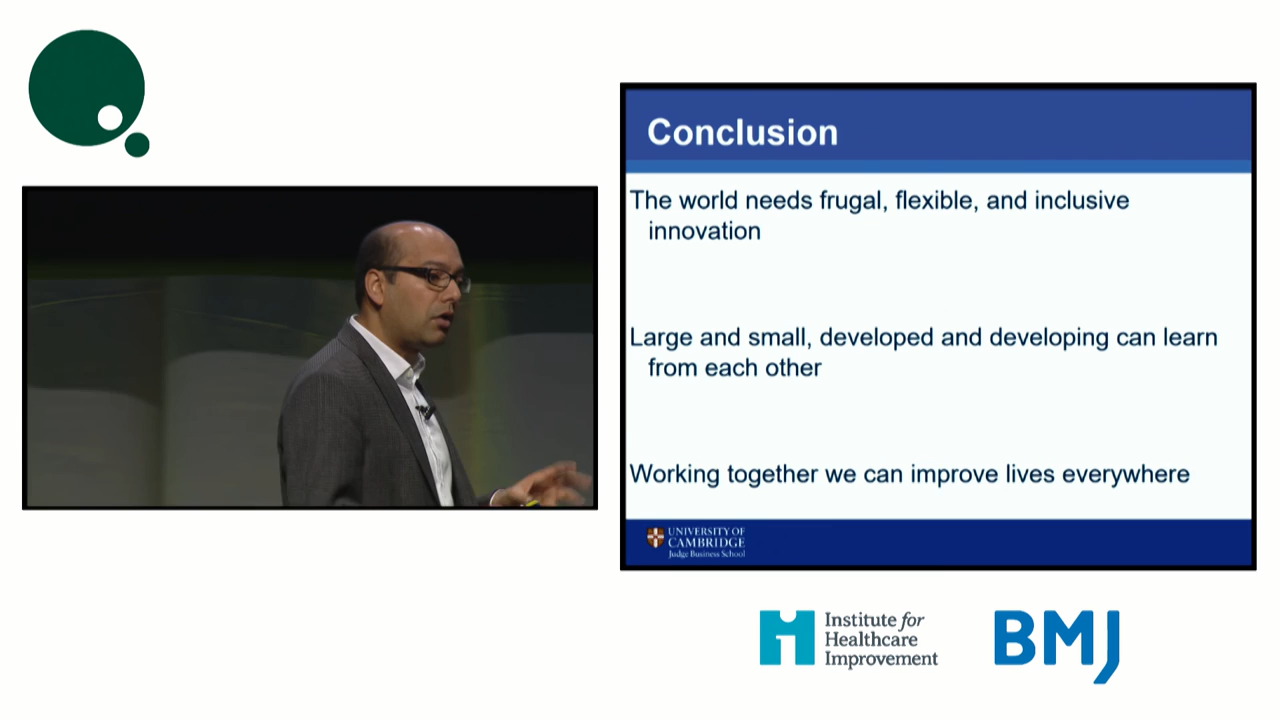 Conclusion
The world needs frugal, flexible, and inclusive
innovation
Large and small, developed and developing can learn
from each other
Working together we can improve lives everywhere
UNIVERSITY OF
CAMBRIDGE
Judge Business School
Institute for
Healthcare
Improvement
BMJ